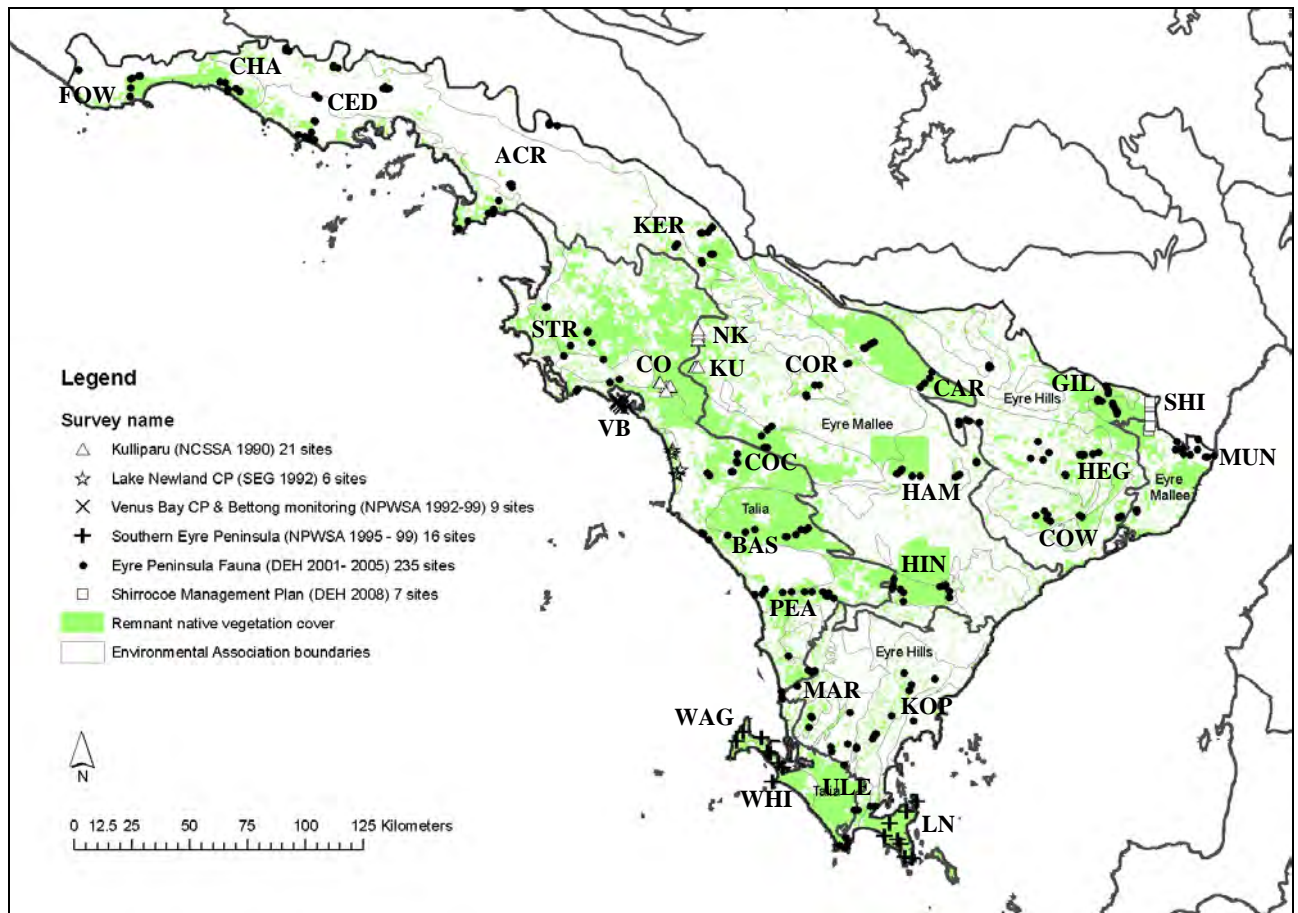 CHA
FOW
CED
ACR
KER
STR
NK
CO
KU
COR
CAR
GIL
Eyre Hills
SHI
VB
Eyre Mallee
COC
HEG
MUN
HAM
Eyre
Mallee
Talia
BAS
COW
HIN
PEA
Eyre Hills
MAR
KOP
WAG
WHI
ULE
Talia
LN
Legend
Survey name
Kulliparu (NCSSA 1990) 21 sites
Lake Newland CP (SEG 1992) 6 sites
Venus Bay CP & Bettong monitoring (NPWSA 1992-99) 9 sites
Southern Eyre Peninsula (NPWSA 1995 - 99) 16 sites
Eyre Peninsula Fauna (DEH 2001- 2005) 235 sites
Shirrocoe Management Plan (DEH 2008) 7 sites
Remnant native vegetation cover
Environmental Association boundaries
N
0 12.5 25 50 75 100 125 Kilometers